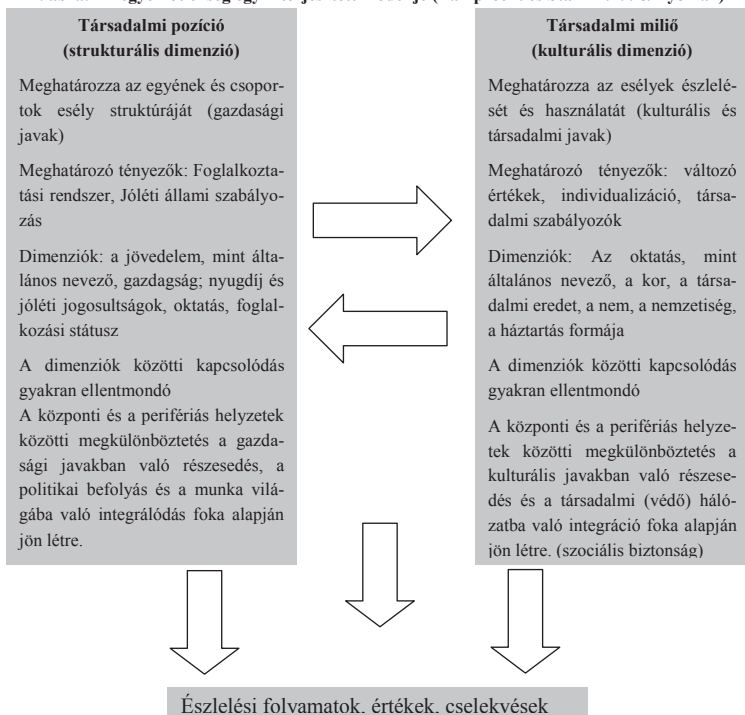 Társadalmi pozíció
(strukturális dimenzió)
Meghatározza az egyének és csopor-
tok esély struktúráját (gazdasági
javak)
Meghatározó tényezők: Foglalkozta-
tási rendszer, Jóléti állami szabályo-
zás
Dimenziók: a jövedelem, mint álta-
lános nevező, gazdagság; nyugdíj és
jóléti jogosultságok, oktatás, foglal-
kozási státusz
A dimenziók közötti kapcsolódás
gyakran ellentmondó
A központi és a perifériás helyzetek
közötti megkülönböztetés a gazda-
sági javakban való részesedés, a
politikai befolyás és a munka vilá-
gába való integrálódás foka alapján
jön létre.
Társadalmi miliő
(kulturális dimenzió)
Meghatározza az esélyek észlelé-
sét és használatát (kulturális és
társadalmi javak)
Meghatározó tényezők: változó
értékek, individualizáció, társa-
dalmi szabályozók
Dimenziók: Az oktatás, mint
általános nevező, a kor, a társa-
dalmi eredet, a nem, a nemzetiség,
a háztartás formája
A dimenziók közötti kapcsolódás
gyakran ellentmondó
A központi és a perifériás helyze-
tek közötti megkülönböztetés a
kulturális javakban való részese-
dés és a társadalmi (védő) háló-
zatba való integráció foka alapján
jön létre. (szociális biztonság)
Észlelési folyamatok, értékek, cselekvések